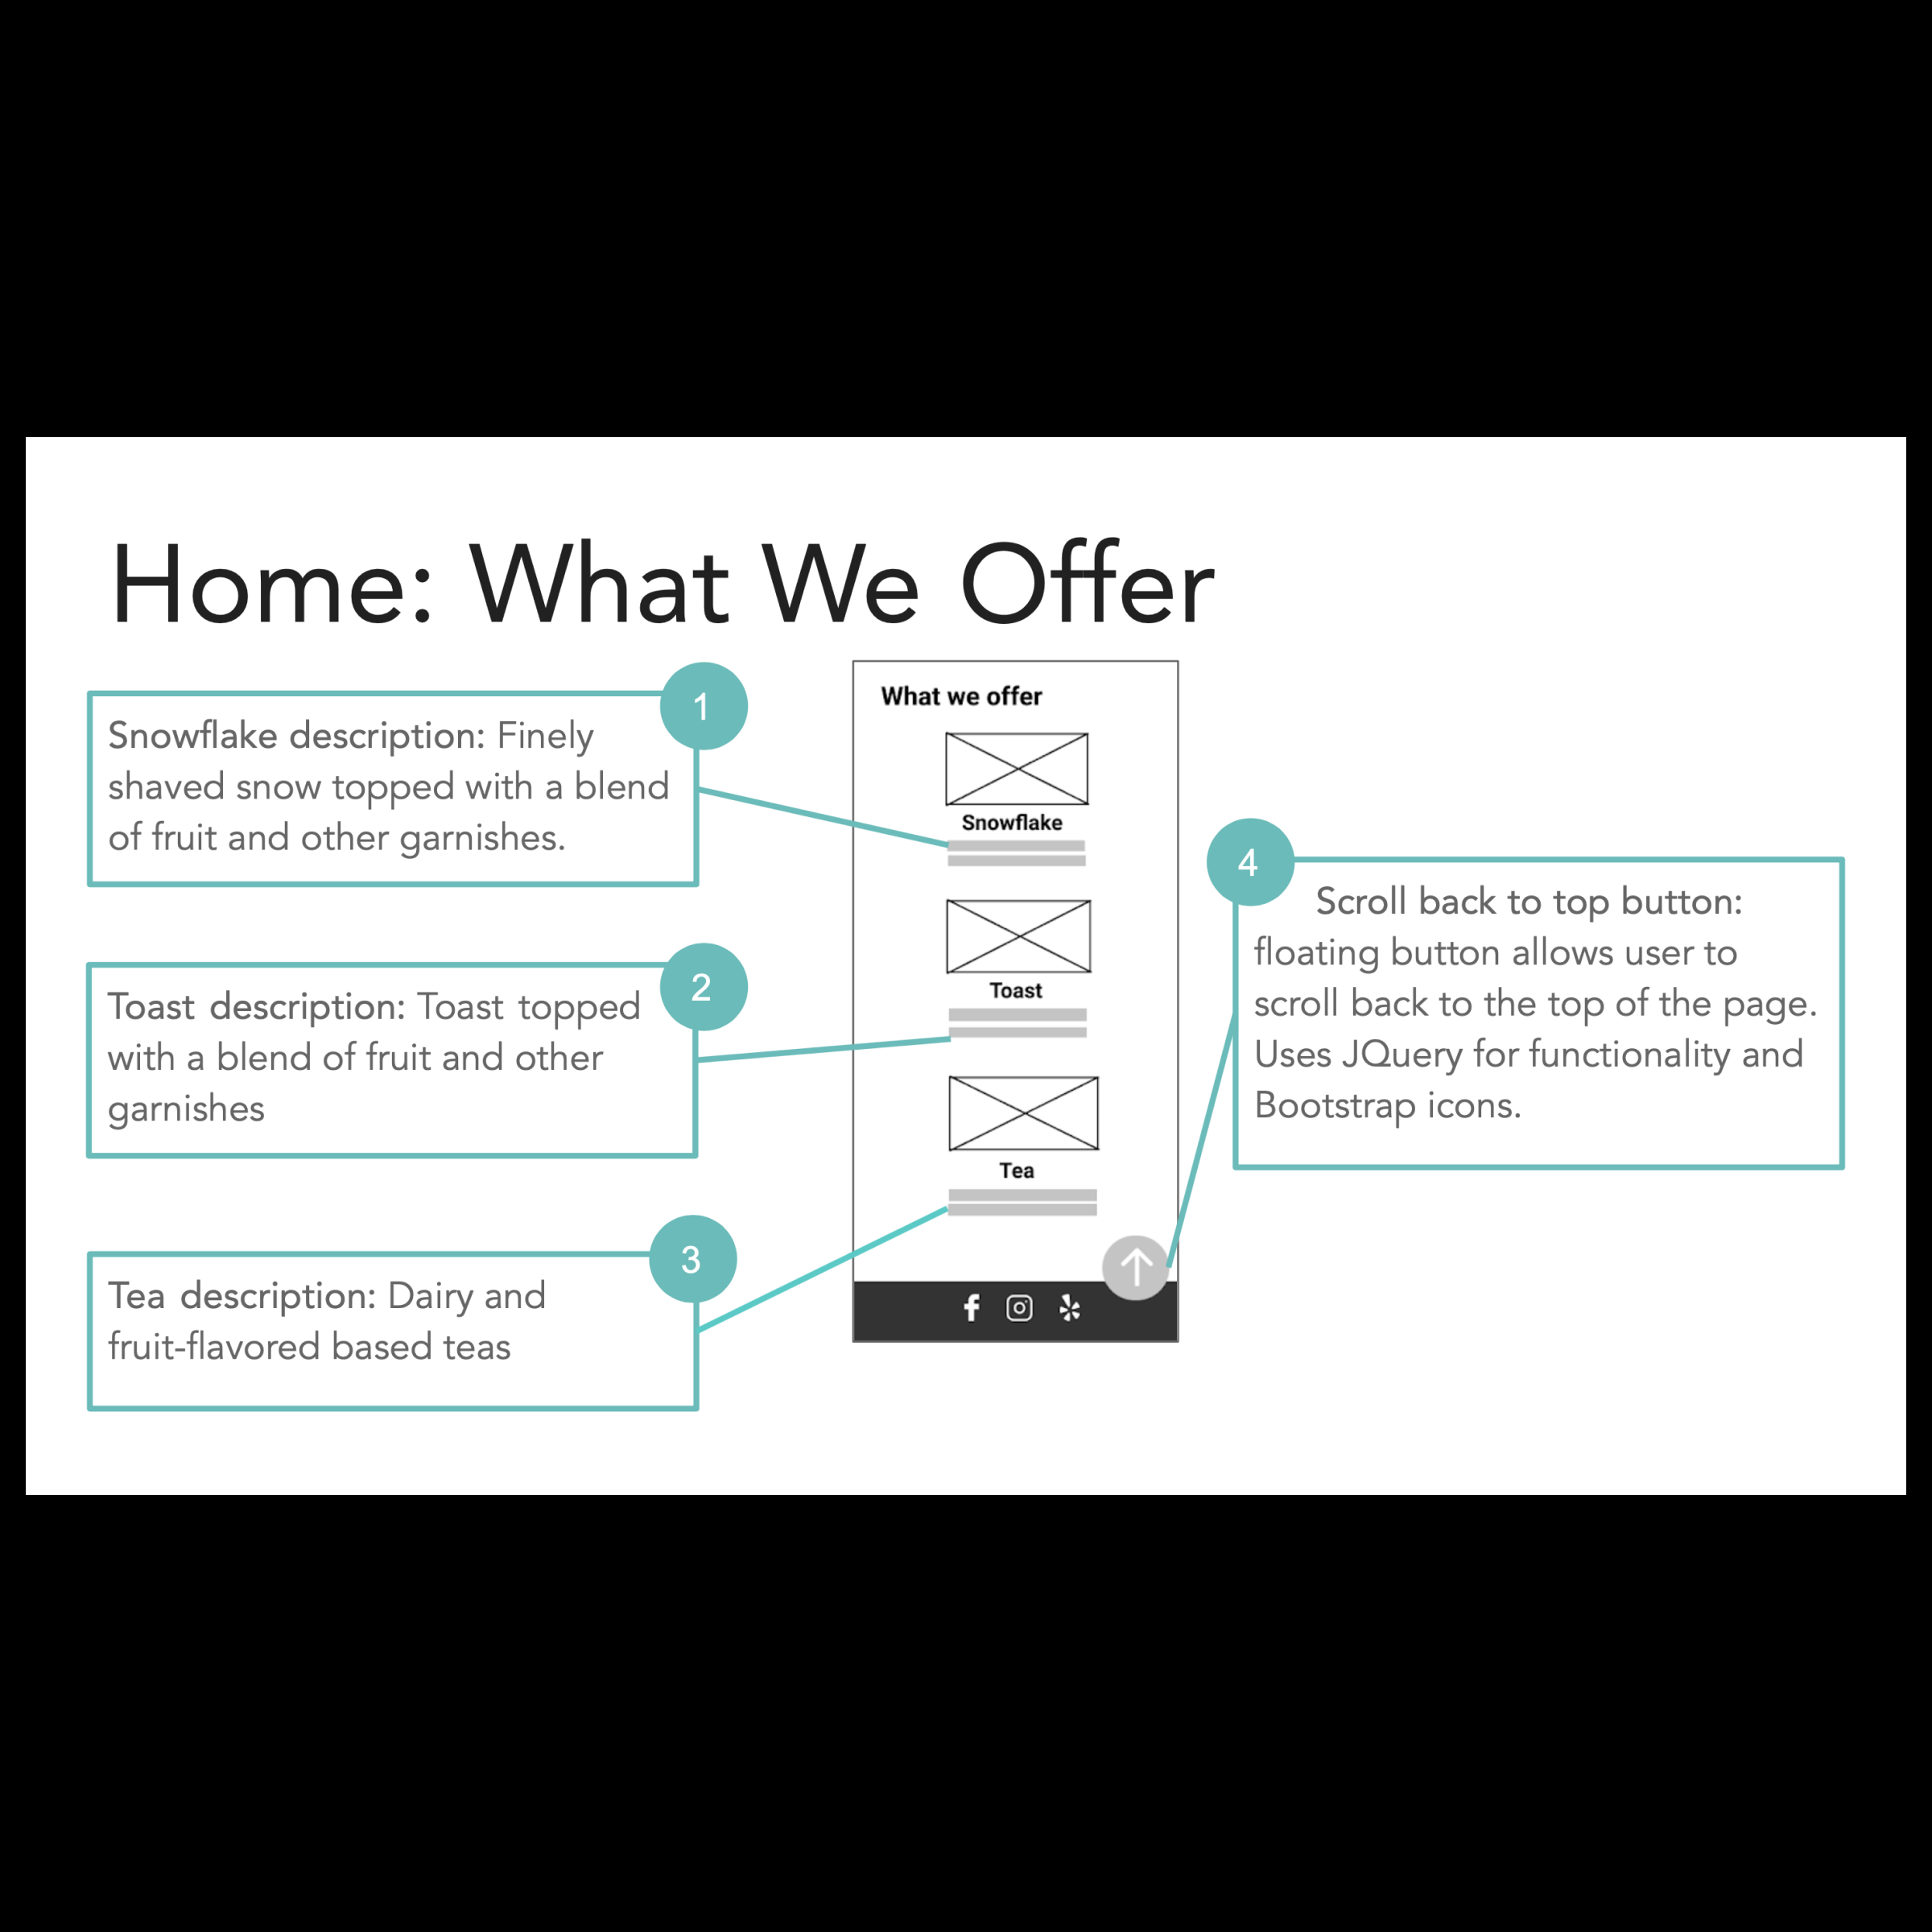 Home: What We Offer
1
Snowflake description: Finely
shaved snow topped with a blend
of fruit and other garnishes.
2
Toast description: Toast topped
with a blend of fruit and other
garnishes
3
Tea description: Dairy and
fruit-flavored based teas
What we offer
Snowflake
Toast
Tea
4
Scroll back to top button:
floating button allows user to
scroll back to the top of the page.
Uses JQuery for functionality and
Bootstrap icons.